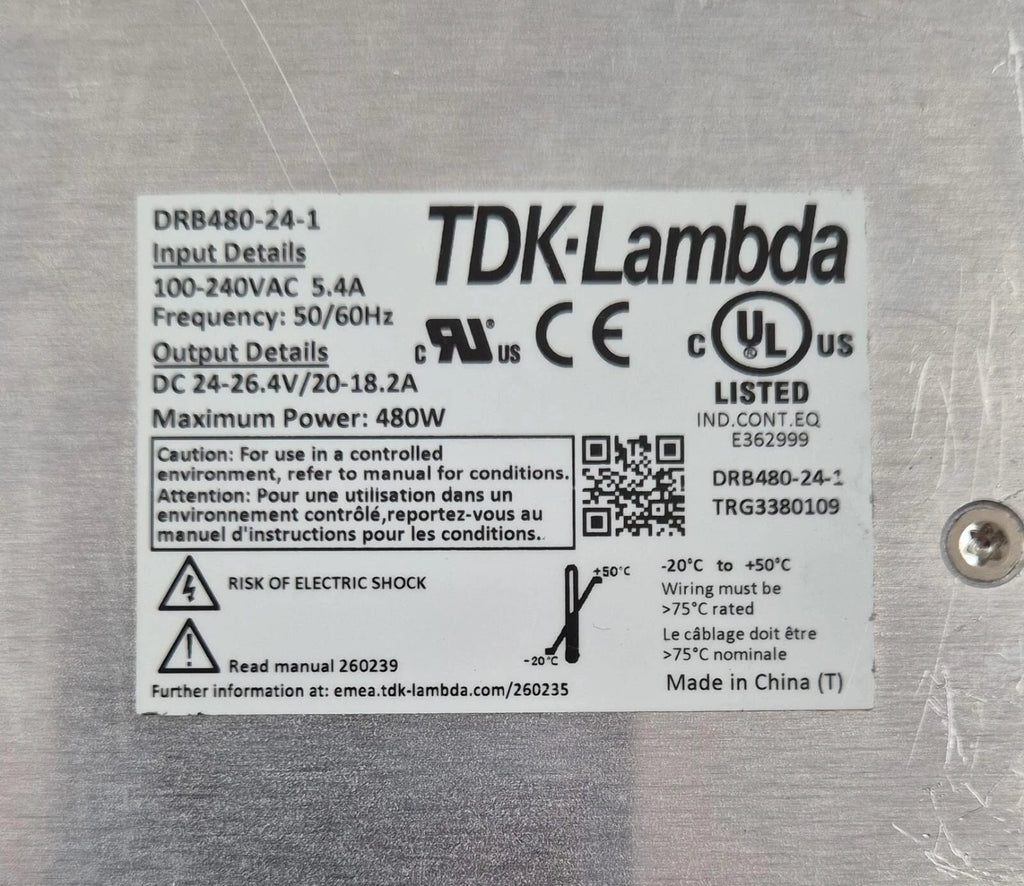 DRB480-24-1
Input Details
100-240VAC 5.4A
Frequency: 50/60Hz
Output Details
DC 24-26.4V/20-18.2A
Maximum Power: 480W
TDK·Lambda
c RU ® US CE
C UL ® US
LISTED
IND.CONT.EQ
E362999
Caution: For use in a controlled
environment, refer to manual for conditions.
Attention: Pour une utilisation dans un
environnement contrôlé,reportez-vous au
manuel d'instructions pour les conditions.
DRB480-24-1
TRG3380109
RISK OF ELECTRIC SHOCK
Read manual 260239
Further information at: emea.tdk-lambda.com/260235
+50°C
-20°C
-20°C to +50°C
Wiring must be
>75°C rated
Le câblage doit être
>75°C nominale
Made in China (T)